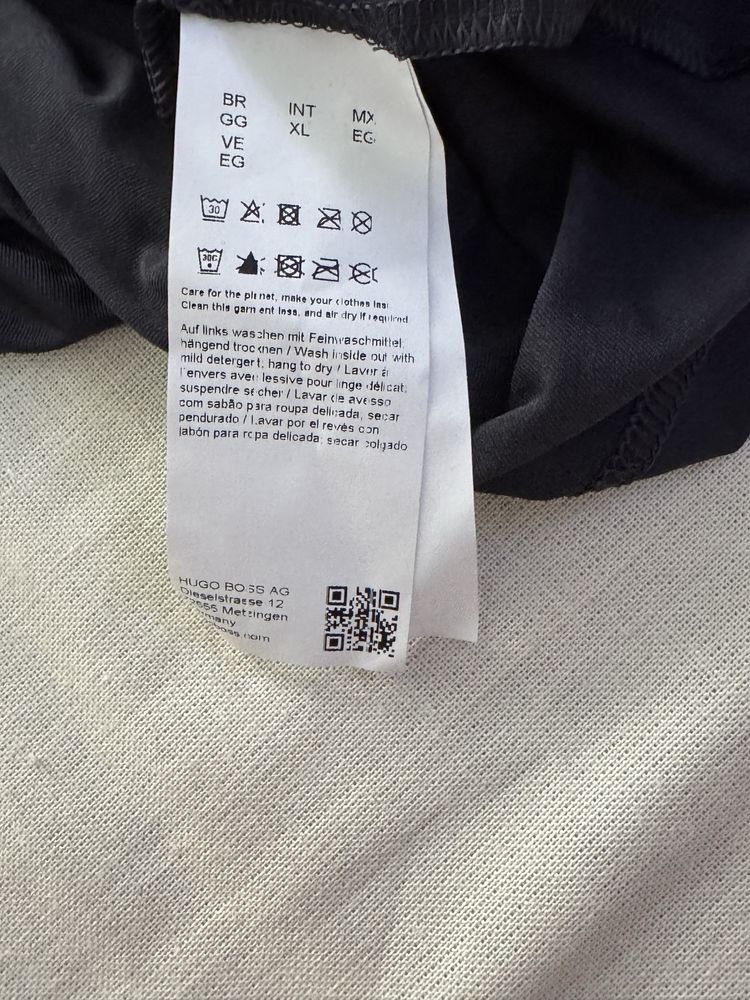 BR INT MX
GG XL EG
VE
EG
30
30C
Care for the planet, make your clothes last
Clean this garment less, and air dry if required.
Auf links waschen mit Feinwaschmittel,
hängend trocknen / Wash inside out with
mild detergent, hang to dry / Laver à
l'envers avec lessive pour linge délicat,
suspendre sécher / Lavar de avesso
com sabão para roupa delicada, secar
pendurado / Lavar por el revés con
jabón para ropa delicada, secar colgado
HUGO BOSS AG
Dieselstrasse 12
Metzingen